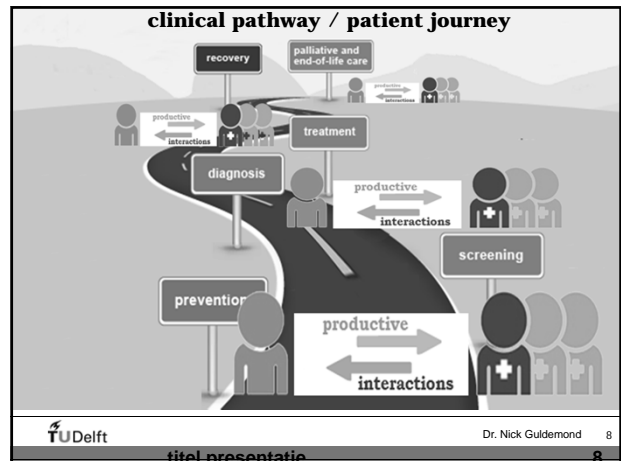 clinical pathway / patient journey
recovery
palliative and
end-of-life care
productive
interactions
treatment
diagnosis
productive
interactions
screening
prevention
productive
interactions
TUDelft
Dr. Nick Guldemond 8
titel presentatie 8